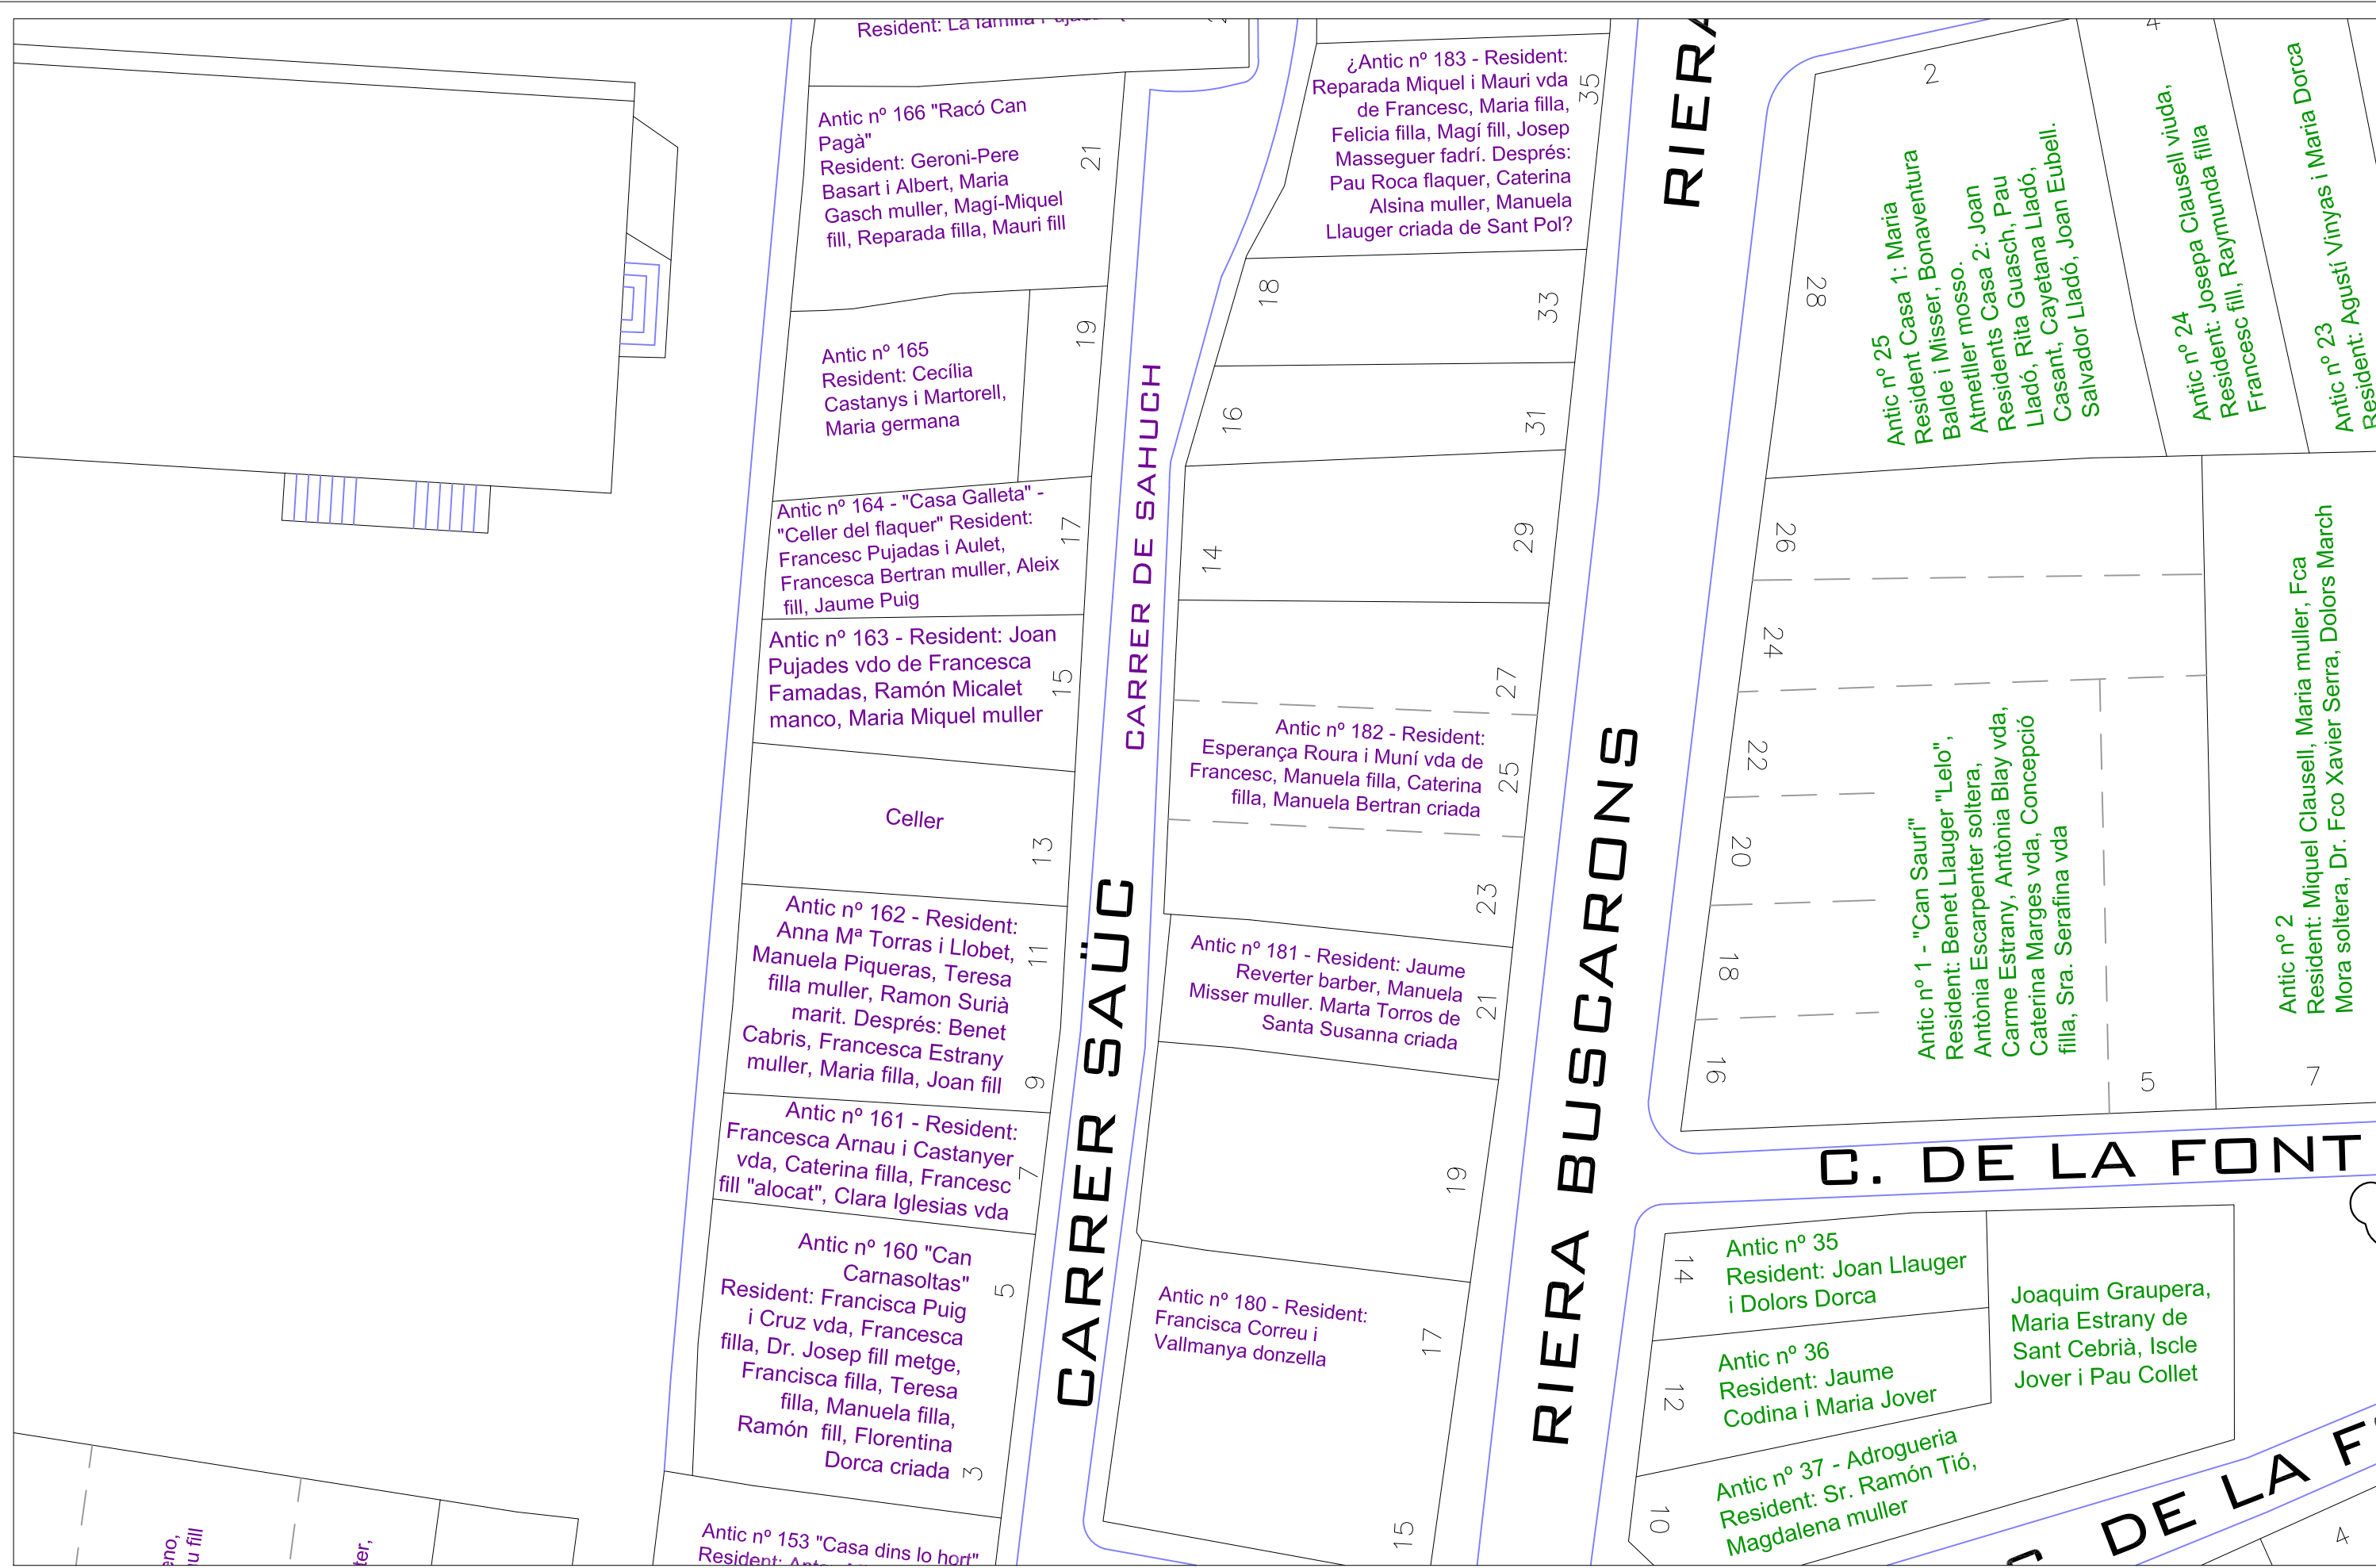 Resident: La família
Antic nº 166 "Racó Can
Pagà"
Resident: Geroni-Pere
Basart i Albert, Maria
Gasch muller, Magí-Miquel
fill, Reparada filla, Mauri fill
21
Antic nº 165
Resident: Cecília
Castanys i Martorell,
Maria germana
19
Antic nº 164 - "Casa Galleta" -
"Celler del flaquer" Resident:
Francesc Pujadas i Aulet,
Francesca Bertran muller, Aleix
fill, Jaume Puig
17
Antic nº 163 - Resident: Joan
Pujades vdo de Francesca
Famadas, Ramón Micalet
manco, Maria Miquel muller
15
Celler
13
Antic nº 162 - Resident:
Anna Mª Torras i Llobet,
Manuela Piqueras, Teresa
filla muller, Ramon Surià
marit. Després: Benet
Cabris, Francesca Estrany
muller, Maria filla, Joan fill
11
9
Antic nº 161 - Resident:
Francesca Arnau i Castanyer
vda, Caterina filla, Francesc
fill "alocat", Clara Iglesias vda
7
Antic nº 160 "Can
Carnasoltas"
Resident: Francisca Puig
i Cruz vda, Francesca
filla, Dr. Josep fill metge,
Francisca filla, Teresa
filla, Manuela filla,
Ramón fill, Florentina
Dorca criada
5
3
Antic nº 153 "Casa dins lo hort"
Resident:
fill
CARRER DE SAHUCH
CARRER SAÜC
¿Antic nº 183 - Resident:
Reparada Miquel i Mauri vda
de Francesc, Maria filla,
Felicia filla, Magí fill, Josep
Masseguer fadrí. Després:
Pau Roca flaquer, Caterina
Alsina muller, Manuela
Llauger criada de Sant Pol?
35
18
33
16
31
14
29
27
Antic nº 182 - Resident:
Esperança Roura i Muní vda de
Francesc, Manuela filla, Caterina
filla, Manuela Bertran criada
25
23
Antic nº 181 - Resident: Jaume
Reverter barber, Manuela
Misser muller. Marta Torros de
Santa Susanna criada
21
19
Antic nº 180 - Resident:
Francisca Correu i
Vallmanya donzella
17
15
RIERA
RIERA BUSCARONS
2
28
Antic nº 25
Resident Casa 1: Maria
Balde i Misser, Bonaventura
Atmetller mosso.
Residents Casa 2: Joan
Lladó, Rita Guasch, Pau
Casant, Cayetana Lladó,
Salvador Lladó, Joan Eubell.
4
Antic nº 24
Resident: Josepa Clausell viuda,
Francesc fill, Raymunda filla
Antic nº 23
Resident: Agustí Vinyas i Maria Dorca
26
24
22
20
18
16
Antic nº 1 - "Can Saurí"
Resident: Benet Llauger "Lelo",
Antònia Escarpenter soltera,
Carme Estrany, Antònia Blay vda,
Caterina Marges vda, Concepció
filla, Sra. Serafina vda
5
Antic nº 2
Resident: Miquel Clausell, Maria muller, Fca
Mora soltera, Dr. Fco Xavier Serra, Dolors March
7
C. DE LA FONT
14
Antic nº 35
Resident: Joan Llauger
i Dolors Dorca
12
Antic nº 36
Resident: Jaume
Codina i Maria Jover
Joaquim Graupera,
Maria Estrany de
Sant Cebrià, Iscle
Jover i Pau Collet
10
Antic nº 37 - Adrogueria
Resident: Sr. Ramón Tió,
Magdalena muller
DE LA
4